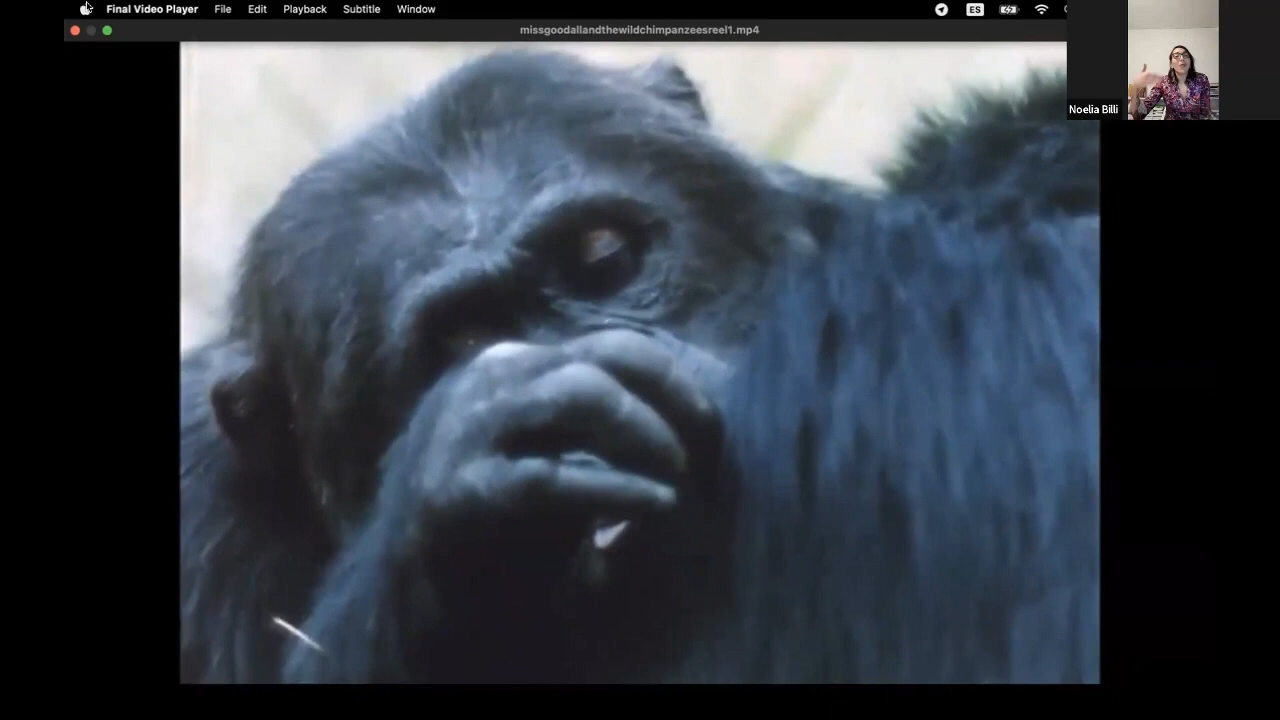 Final Video Player File Edit Playback Subtitle Window ES
missgoodallandthewildchimpanzeesreel1.mp4
Noelia Billi